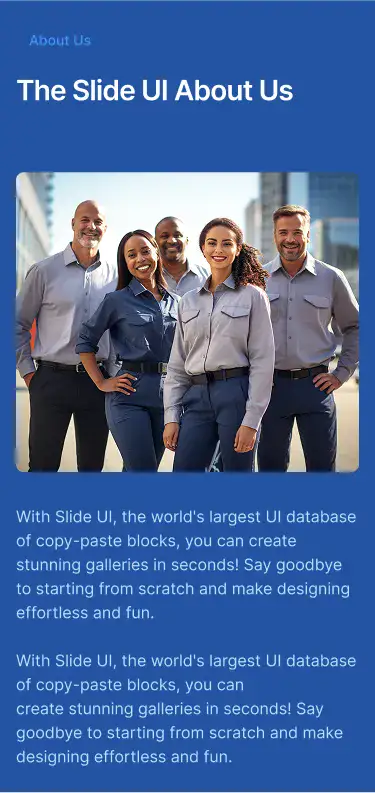 About Us
The Slide UI About Us
With Slide UI, the world's largest UI database
of copy-paste blocks, you can create
stunning galleries in seconds! Say goodbye
to starting from scratch and make designing
effortless and fun.
With Slide UI, the world's largest UI database
of copy-paste blocks, you can
create stunning galleries in seconds! Say
goodbye to starting from scratch and make
designing effortless and fun.